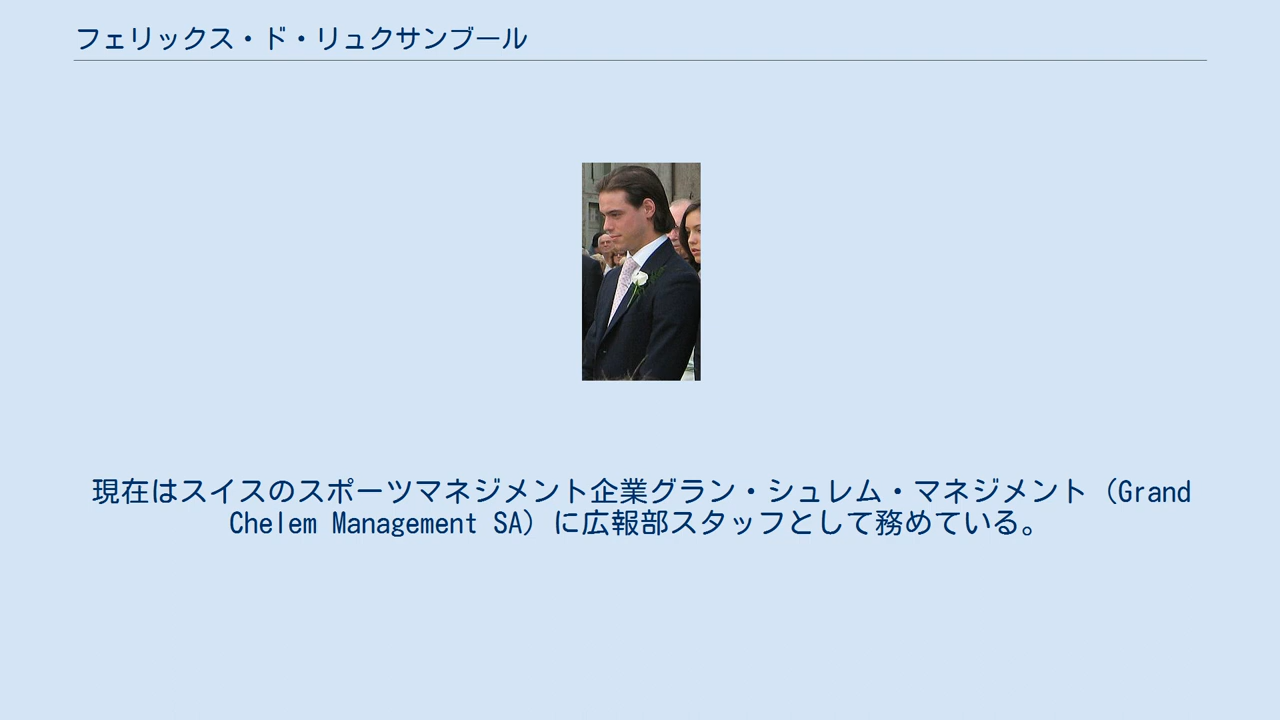 フェリックス・ド・リュクサンブール
現在はスイスのスポーツマネジメント企業グラン・シュレム・マネジメント（Grand
Chelem Management SA）に広報部スタッフとして務めている。